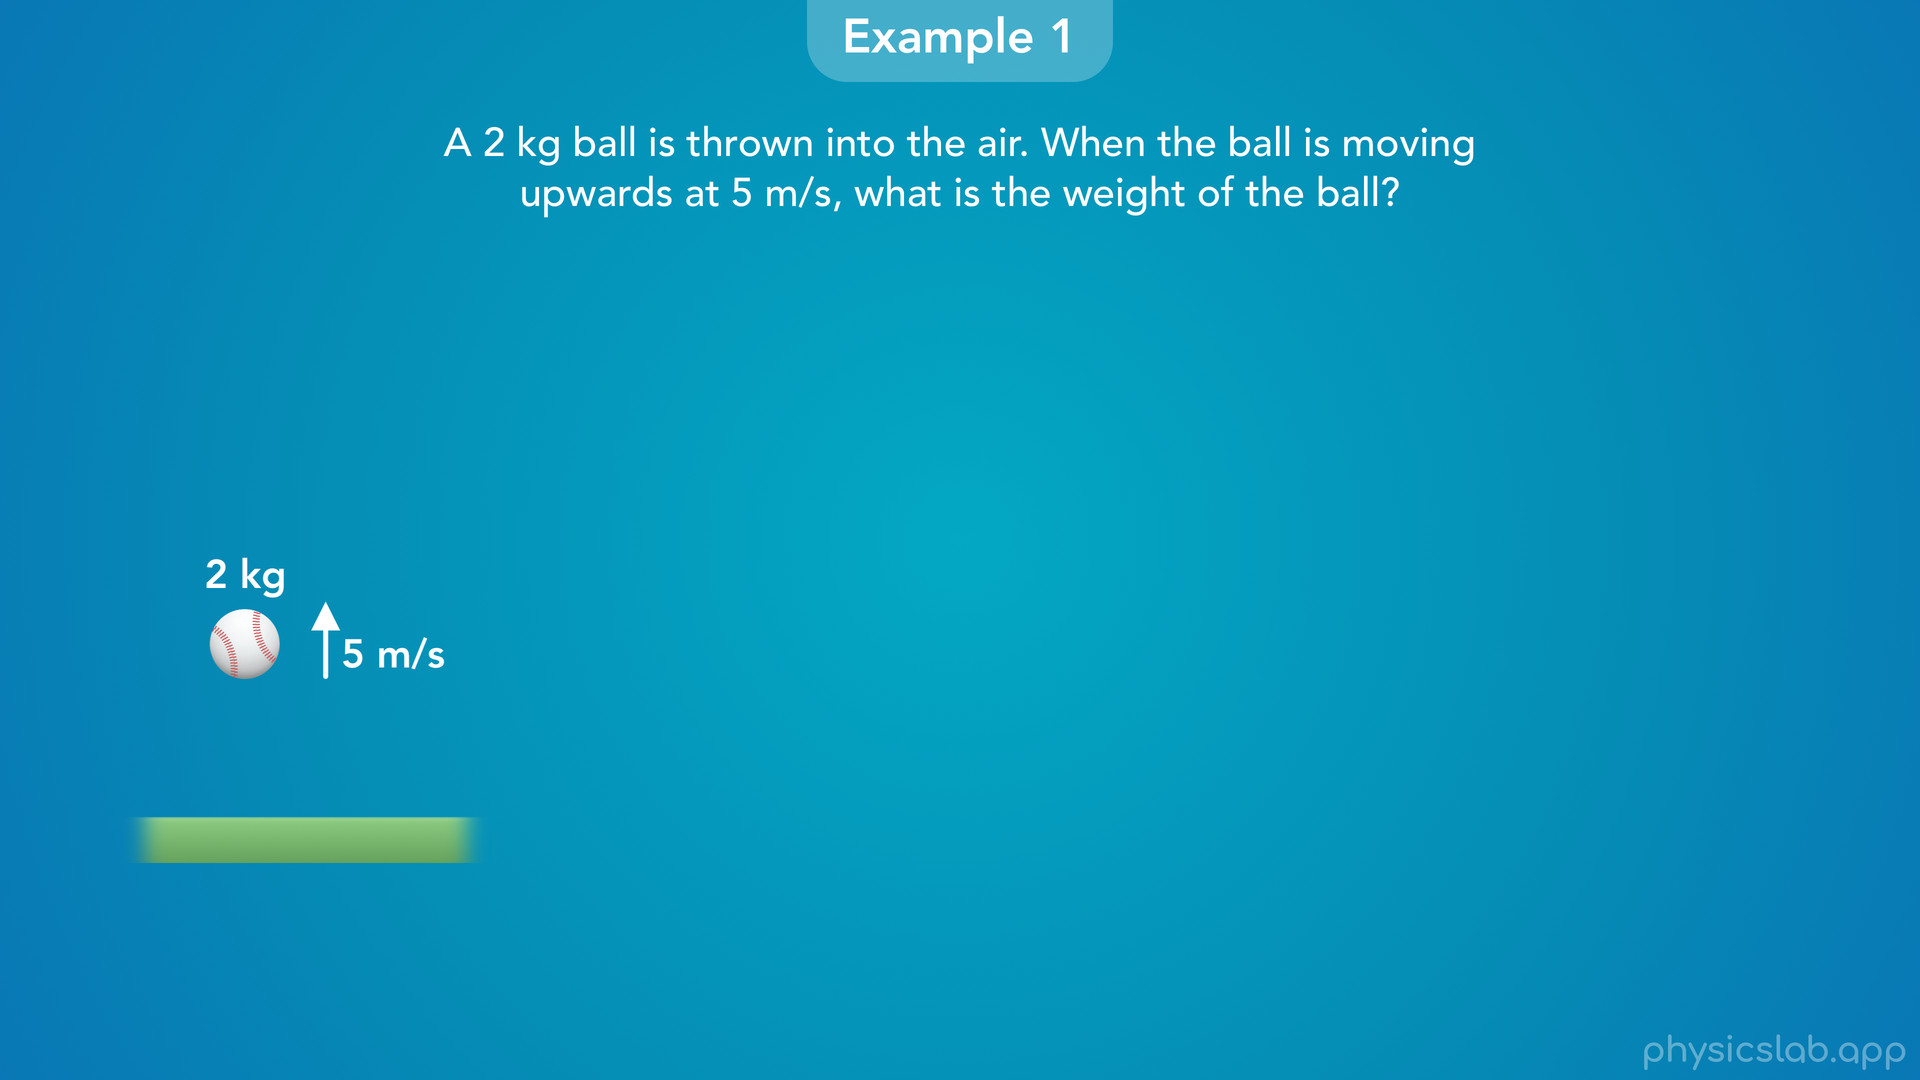 Example 1
A 2 kg ball is thrown into the air. When the ball is moving
upwards at 5 m/s, what is the weight of the ball?
2 kg
5 m/s
physicslab.app